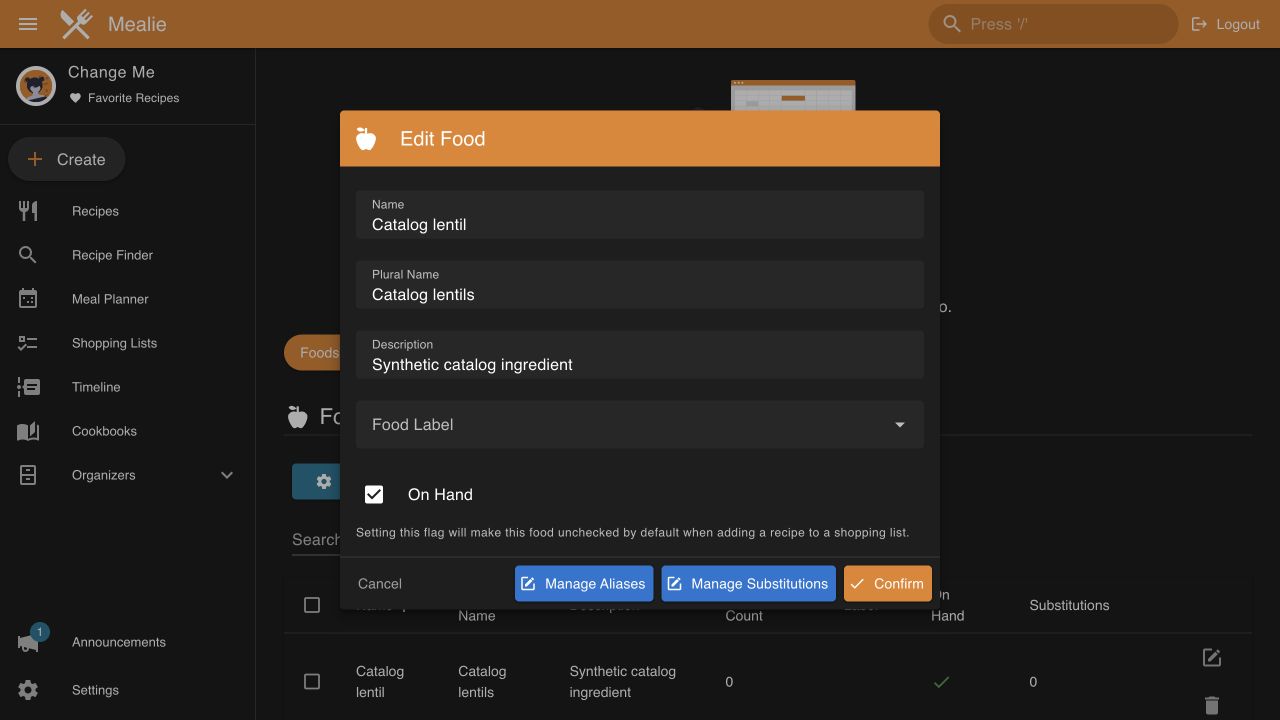 Mealie
Press '/'
Logout
Change Me
Favorite Recipes
Create
Recipes
Recipe Finder
Meal Planner
Shopping Lists
Timeline
Cookbooks
Organizers
1
Announcements
Settings
o.
Foods
Search
Edit Food
Name
Catalog lentil
Plural Name
Catalog lentils
Description
Synthetic catalog ingredient
Food Label
On Hand
Setting this flag will make this food unchecked by default when adding a recipe to a shopping list.
Cancel
Manage Aliases
Manage Substitutions
Confirm
Name
Count
Hand
Substitutions
Catalog lentil
Catalog lentils
Synthetic catalog ingredient
0
0